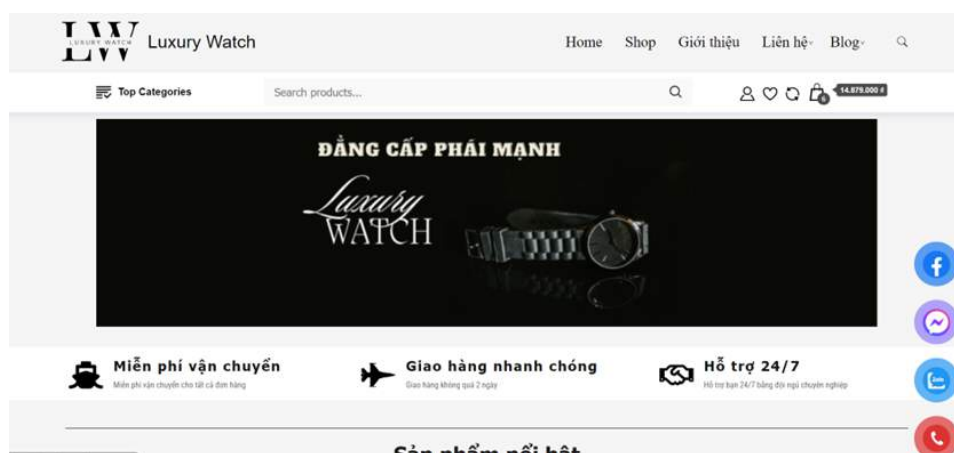 LW
LUXURY WATCH
Luxury Watch
Home Shop Giới thiệu Liên hệ Blog
Top Categories
Search products...
6
14.879.000 ₫
ĐẲNG CẤP PHÁI MẠNH
Luxury
WATCH
Miễn phí vận chuyển
Miễn phí vận chuyển cho tất cả đơn hàng
Giao hàng nhanh chóng
Giao hàng không quá 2 ngày
Hỗ trợ 24/7
Hỗ trợ bạn 24/7 bằng đội ngũ chuyên nghiệp
Zalo
Sản phẩm nổi bật